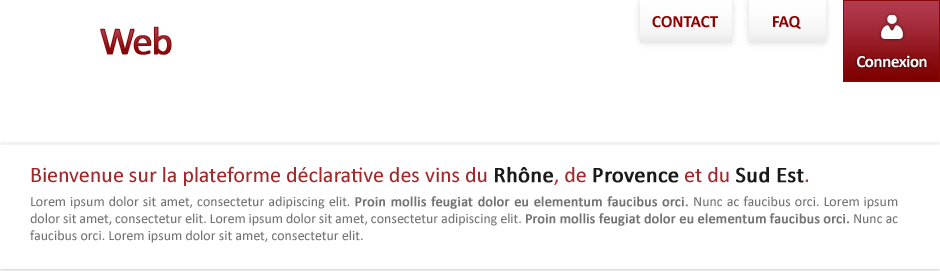 Web
CONTACT
FAQ
Connexion
Bienvenue sur la plateforme déclarative des vins du Rhône, de Provence et du Sud Est.
Lorem ipsum dolor sit amet, consectetur adipiscing elit. Proin mollis feugiat dolor eu elementum faucibus orci. Nunc ac faucibus orci. Lorem ipsum
dolor sit amet, consectetur elit. Lorem ipsum dolor sit amet, consectetur adipiscing elit. Proin mollis feugiat dolor eu elementum faucibus orci. Nunc ac
faucibus orci. Lorem ipsum dolor sit amet, consectetur elit.